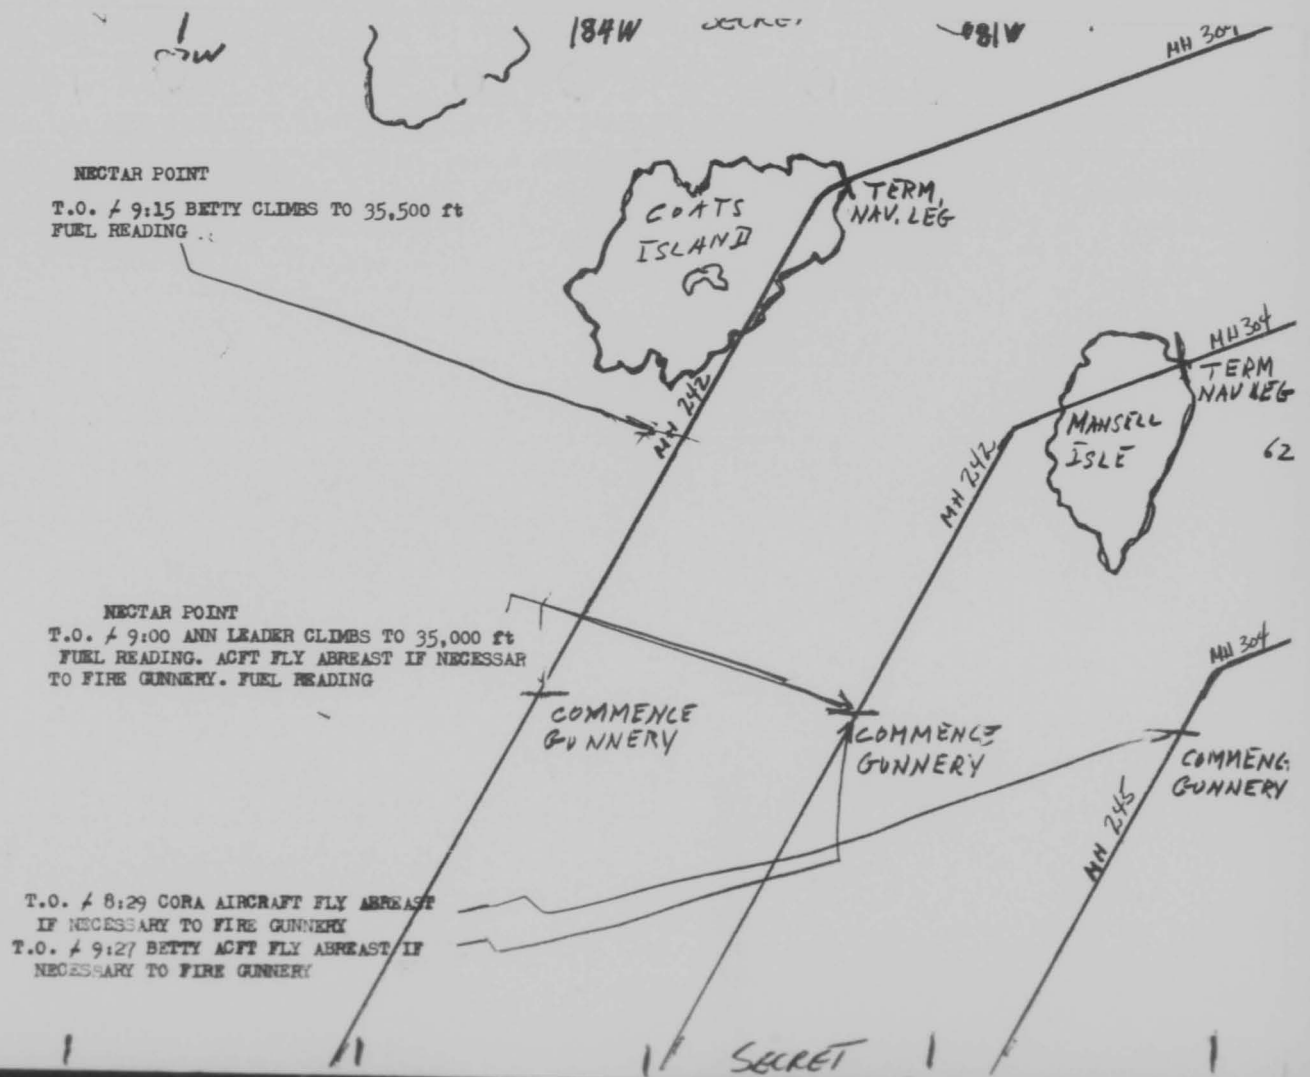 184W
SECRET
81W
MH 304
NECTAR POINT
T.O. / 9:15 BETTY CLIMBS TO 35,500 ft
FUEL READING
COATS
ISLAND
TERM.
NAV. LEG
MH 304
TERM
NAV LEG
MH 242
MANSELL
ISLE
62
MH 242
NECTAR POINT
T.O. / 9:00 ANN LEADER CLIMBS TO 35,000 ft
FUEL READING. ACFT FLY ABREAST IF NECESSAR
TO FIRE GUNNERY. FUEL READING
MH 304
COMMENCE
GUNNERY
COMMENCE
GUNNERY
COMMENC
GUNNERY
MH 245
T.O. / 8:29 CORA AIRCRAFT FLY ABREAST
IF NECESSARY TO FIRE GUNNERY
T.O. / 9:27 BETTY ACFT FLY ABREAST IF
NECESSARY TO FIRE GUNNERY
SECRET